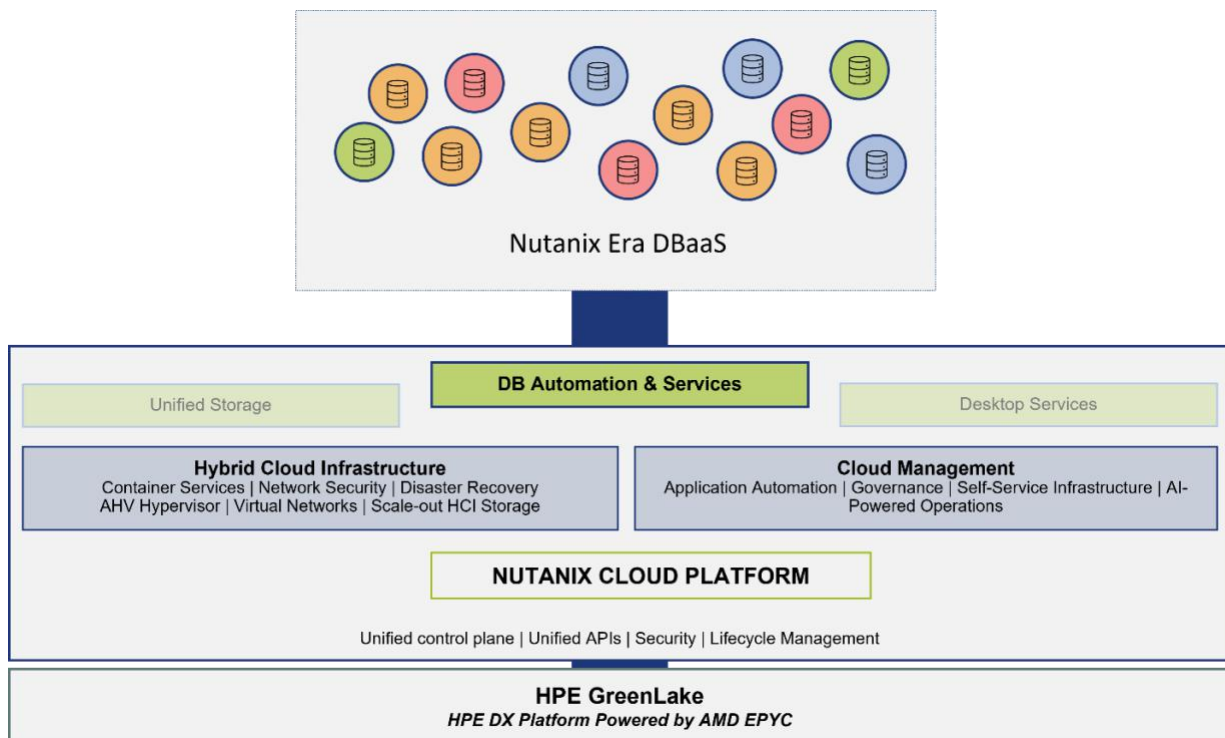 Nutanix Era DBaaS
DB Automation & Services
Unified Storage
Desktop Services
Hybrid Cloud Infrastructure
Container Services | Network Security | Disaster Recovery
AHV Hypervisor | Virtual Networks | Scale-out HCI Storage
Cloud Management
Application Automation | Governance | Self-Service Infrastructure | AI-
Powered Operations
NUTANIX CLOUD PLATFORM
Unified control plane | Unified APIs | Security | Lifecycle Management
HPE GreenLake
HPE DX Platform Powered by AMD EPYC